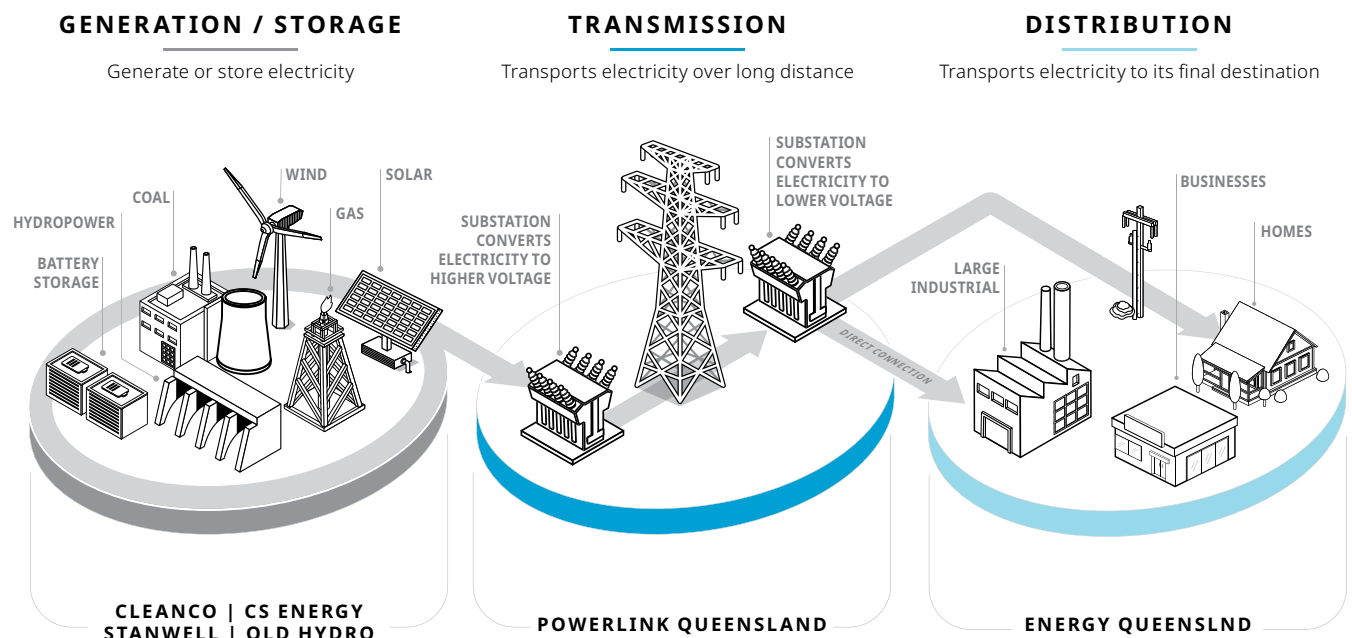 GENERATION / STORAGE
Generate or store electricity
TRANSMISSION
Transports electricity over long distance
DISTRIBUTION
Transports electricity to its final destination
HYDROPOWER
BATTERY
STORAGE
COAL
WIND
GAS
SOLAR
SUBSTATION
CONVERTS
ELECTRICITY TO
HIGHER VOLTAGE
SUBSTATION
CONVERTS
ELECTRICITY TO
LOWER VOLTAGE
DIRECT CONNECTION
LARGE
INDUSTRIAL
BUSINESSES
HOMES
CLEANCO | CS ENERGY
STANWELL | QLD HYDRO
POWERLINK QUEENSLAND
ENERGY QUEENSLND